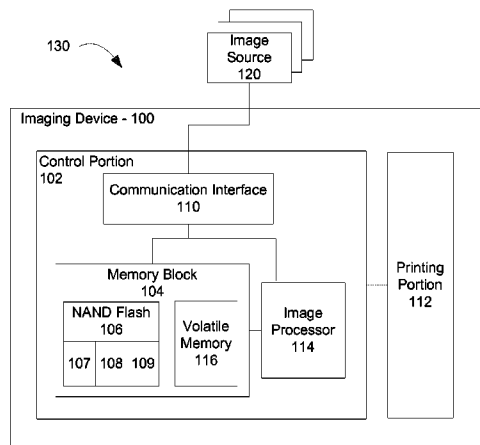 130
Image
Source
120
Imaging Device - 100
Control Portion
102
Communication Interface
110
Memory Block
104
NAND Flash
106
107 108 109
Volatile
Memory
116
Image
Processor
114
Printing
Portion
112